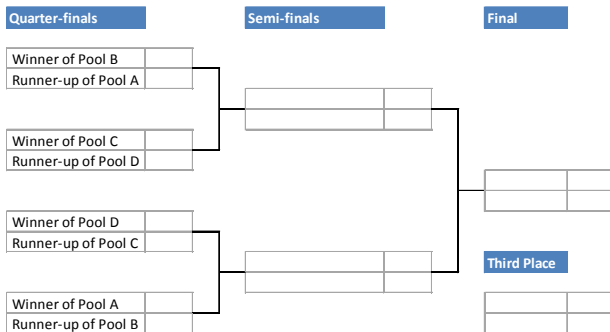 Quarter-finals
Semi-finals
Final
Winner of Pool B
Runner-up of Pool A
Winner of Pool C
Runner-up of Pool D
Winner of Pool D
Runner-up of Pool C
Third Place
Winner of Pool A
Runner-up of Pool B